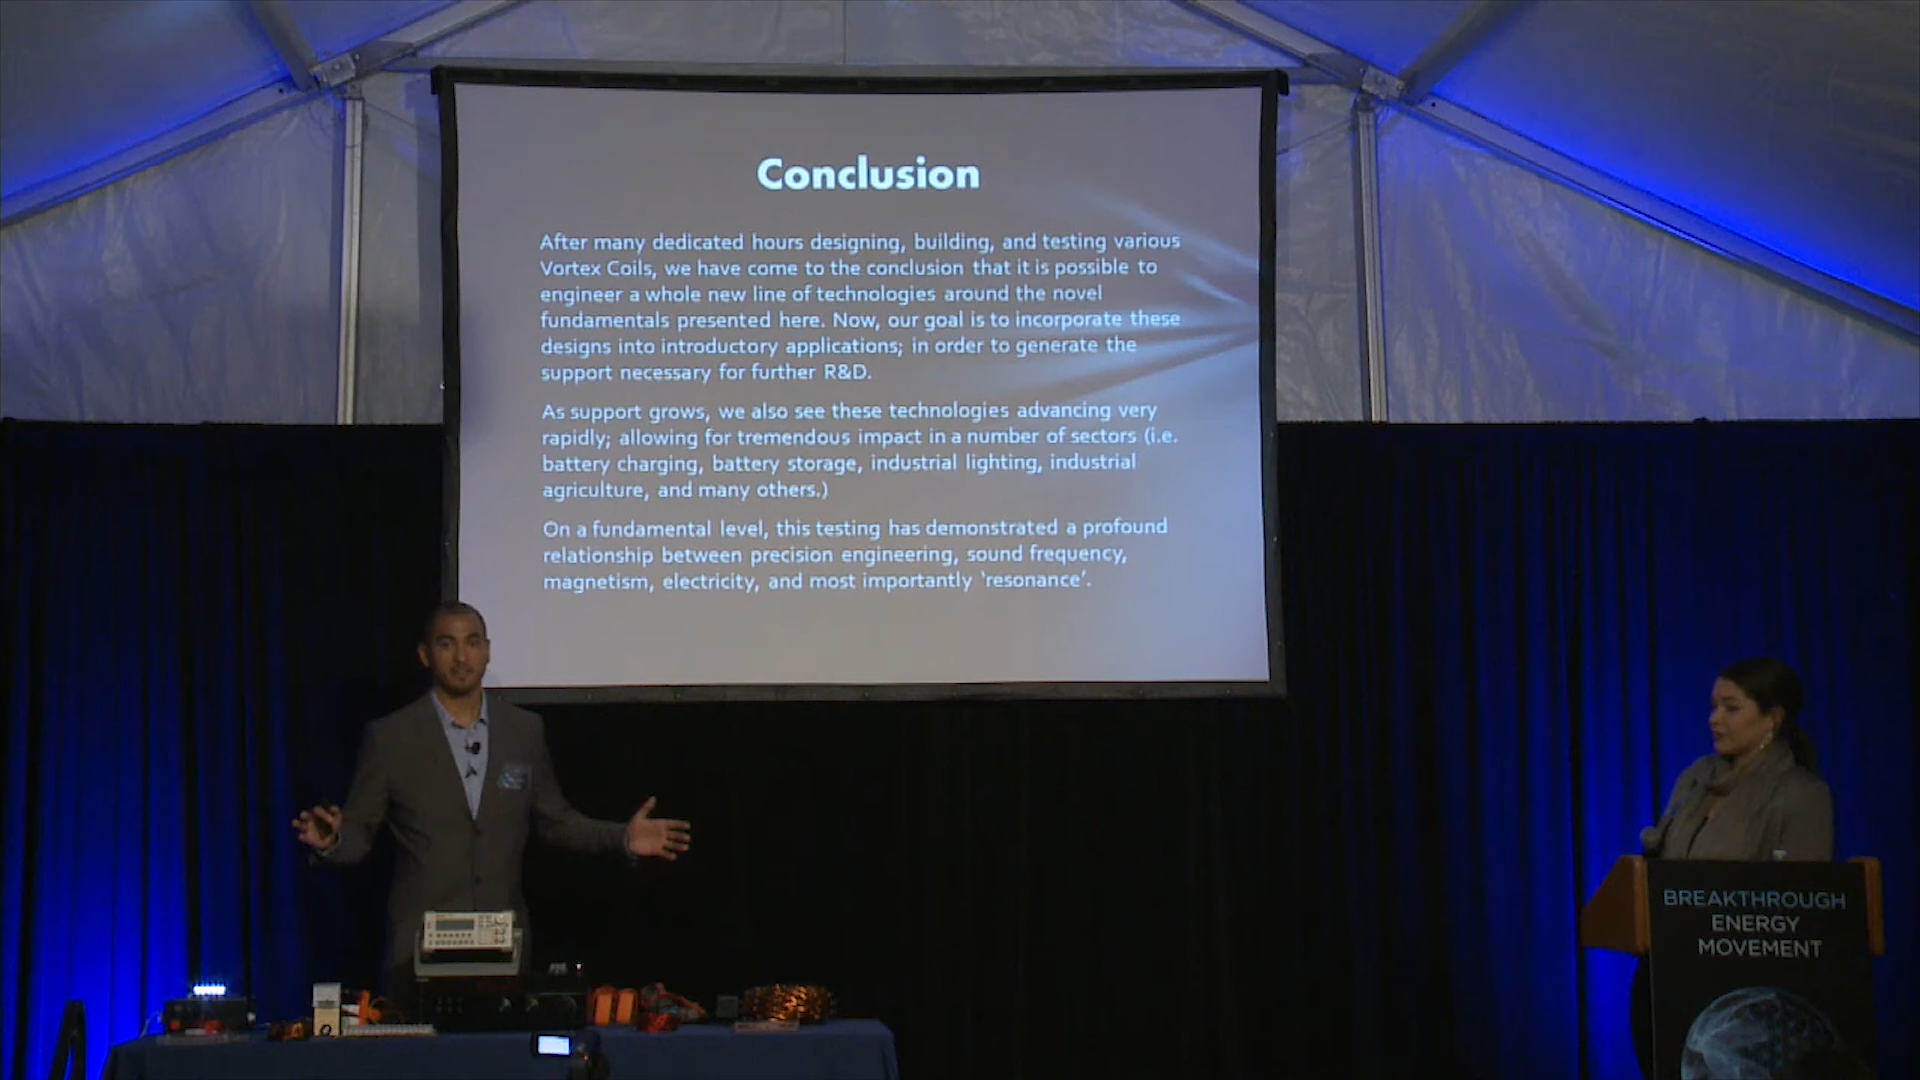 Conclusion
After many dedicated hours designing, building, and testing various
Vortex Coils, we have come to the conclusion that it is possible to
engineer a whole new line of technologies around the novel
fundamentals presented here. Now, our goal is to incorporate these
designs into introductory applications; in order to generate the
support necessary for further R&D.
As support grows, we also see these technologies advancing very
rapidly; allowing for tremendous impact in a number of sectors (i.e.
battery charging, battery storage, industrial lighting, industrial
agriculture, and many others.)
On a fundamental level, this testing has demonstrated a profound
relationship between precision engineering, sound frequency,
magnetism, electricity, and most importantly ‘resonance’.
BREAKTHROUGH
ENERGY
MOVEMENT